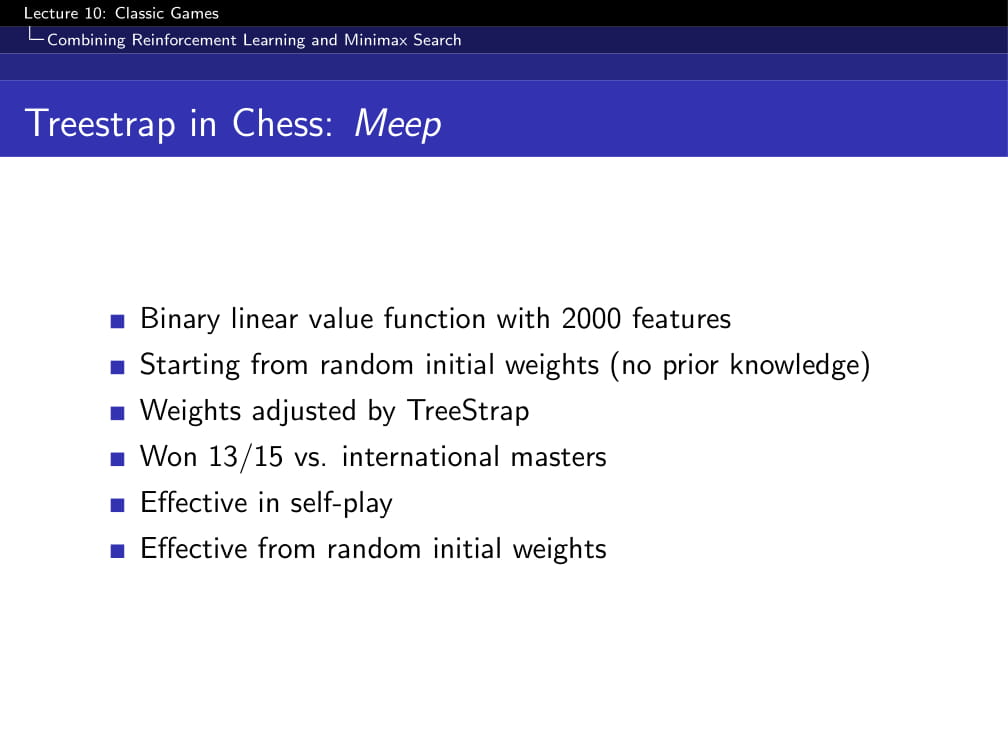 Lecture 10: Classic Games
Combining Reinforcement Learning and Minimax Search
Treestrap in Chess: Meep
Binary linear value function with 2000 features
Starting from random initial weights (no prior knowledge)
Weights adjusted by TreeStrap
Won 13/15 vs. international masters
Effective in self-play
Effective from random initial weights